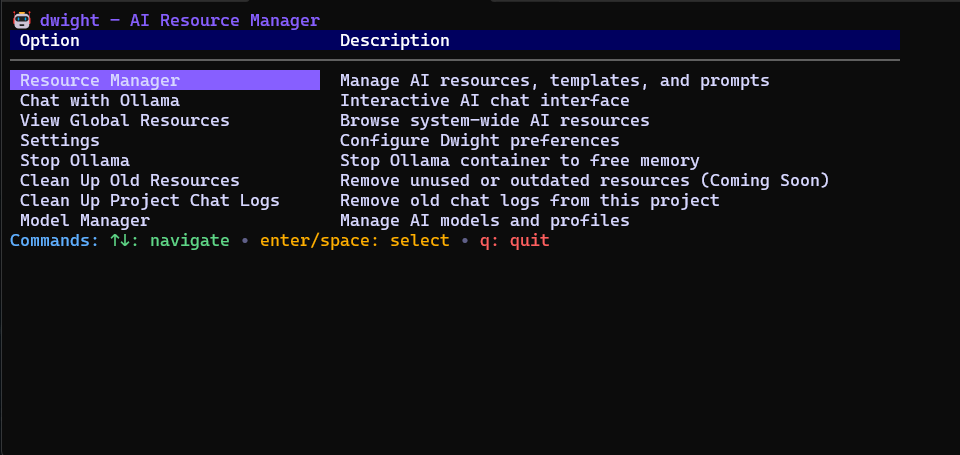 🤖 dwight - AI Resource Manager
Option Description
Resource Manager Manage AI resources, templates, and prompts
Chat with Ollama Interactive AI chat interface
View Global Resources Browse system-wide AI resources
Settings Configure Dwight preferences
Stop Ollama Stop Ollama container to free memory
Clean Up Old Resources Remove unused or outdated resources (Coming Soon)
Clean Up Project Chat Logs Remove old chat logs from this project
Model Manager Manage AI models and profiles
Commands: ↑↓: navigate • enter/space: select • q: quit